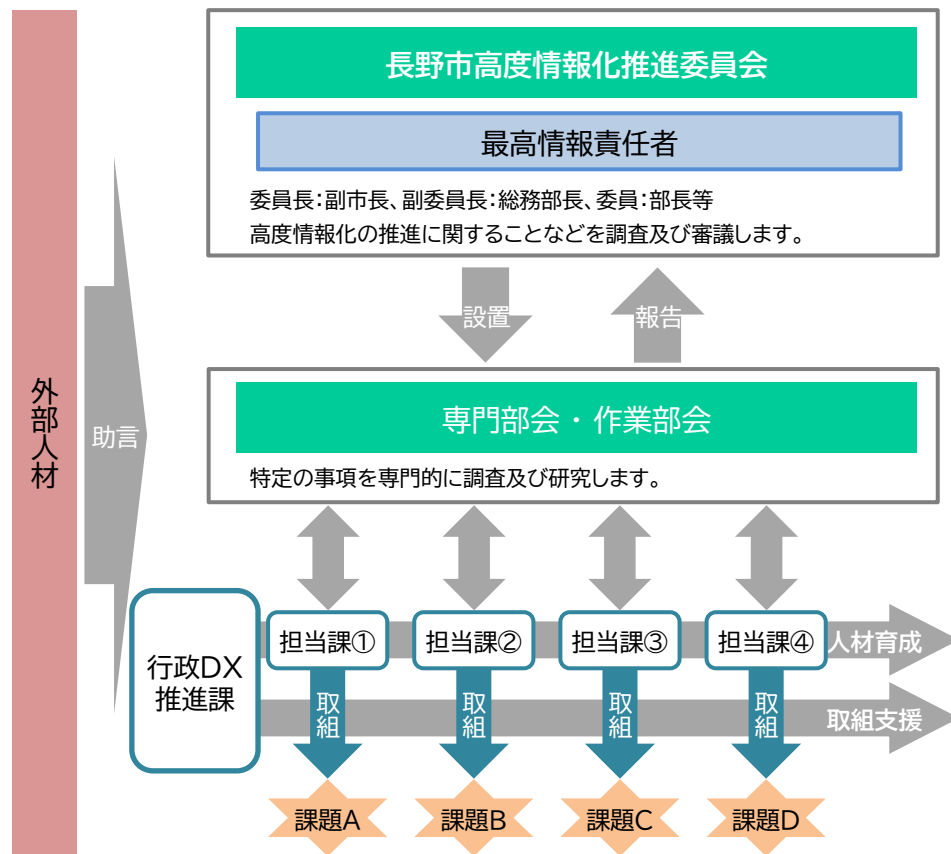 長野市高度情報化推進委員会
最高情報責任者
委員長：副市長、副委員長：総務部長、委員：部長等
高度情報化の推進に関することなどを調査及び審議します。
設置
報告
専門部会 ・ 作業部会
特定の事項を専門的に調査及び研究します。
外部人材
助言
行政DX
推進課
担当課①
担当課②
担当課③
担当課④
人材育成
取組
取組
取組
取組
取組支援
課題A
課題B
課題C
課題D